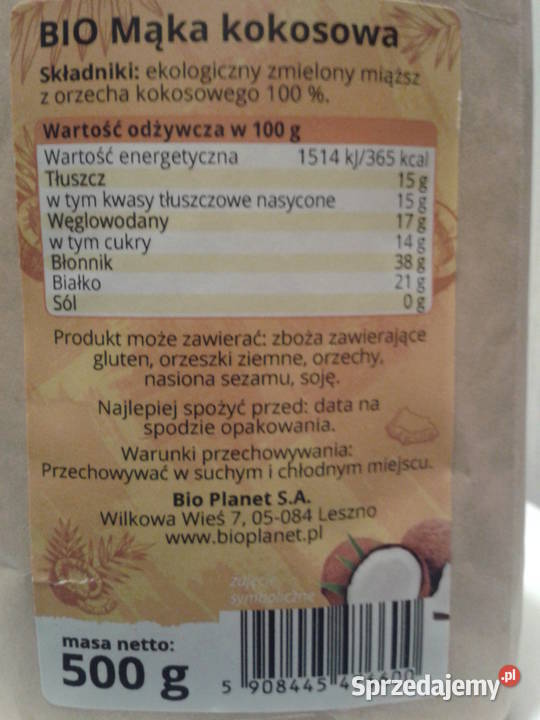 BIO Mąka kokosowa
Składniki: ekologiczny zmielony miąższ
z orzecha kokosowego 100 %.
Wartość odżywcza w 100 g
Wartość energetyczna 1514 kJ/365 kcal
Tłuszcz 15 g
w tym kwasy tłuszczowe nasycone 15 g
Węglowodany 17 g
w tym cukry 14 g
Błonnik 38 g
Białko 21 g
Sól 0 g
Produkt może zawierać: zboża zawierające
gluten, orzeszki ziemne, orzechy,
nasiona sezamu, soję.
Najlepiej spożyć przed: data na
spodzie opakowania.
Warunki przechowywania:
Przechowywać w suchym i chłodnym miejscu.
Bio Planet S.A.
Wilkowa Wieś 7, 05-084 Leszno
www.bioplanet.pl
zdjęcie
symboliczne
masa netto:
500 g
5 908445 4
Sprzedajemy.pl